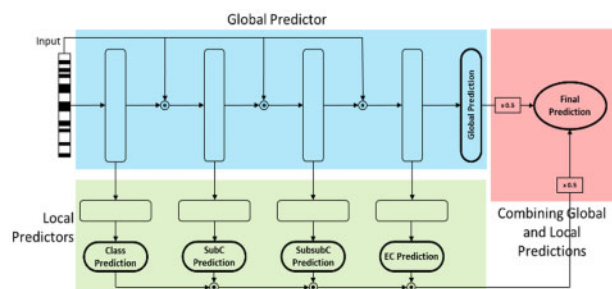 Global Predictor
Input
Global Prediction
x 0.5
Final
Prediction
x 0.5
Local
Predictors
Class
Prediction
SubC
Prediction
SubsubC
Prediction
EC Prediction
Combining Global
and Local
Predictions